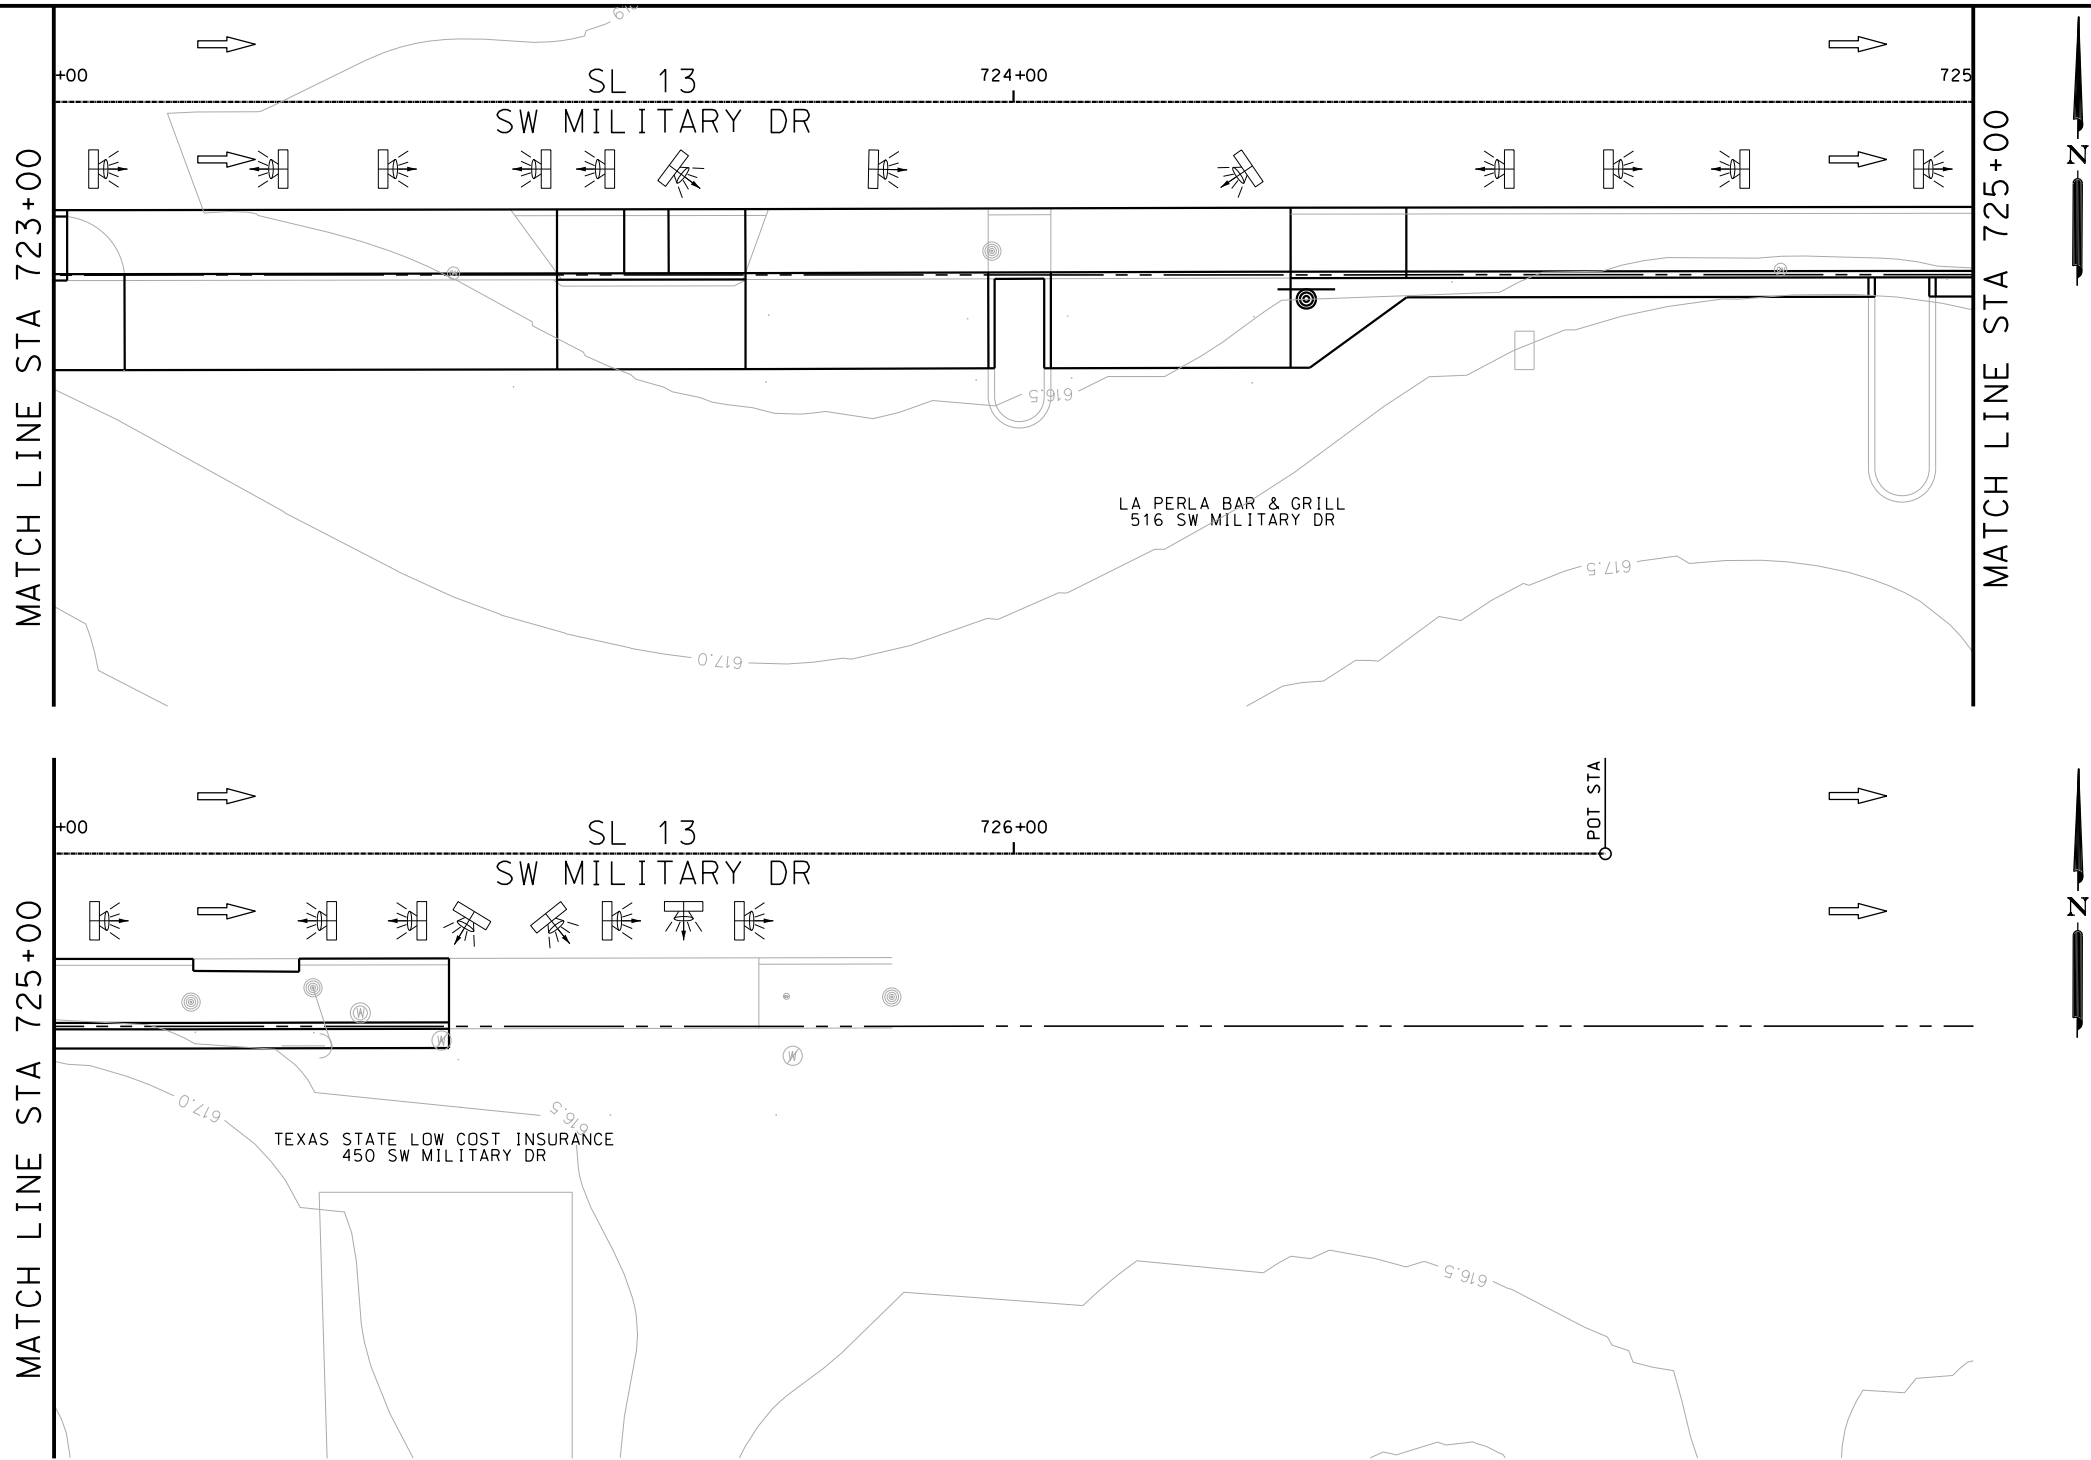 +00
SL 13
724+00
725
SW MILITARY DR
MATCH LINE STA 723+00
MATCH LINE STA 725+00
N
616.5
LA PERLA BAR & GRILL
516 SW MILITARY DR
617.5
617.0
POT STA
+00
SL 13
726+00
SW MILITARY DR
MATCH LINE STA 725+00
N
W
W
W
617.0
616.5
TEXAS STATE LOW COST INSURANCE
450 SW MILITARY DR
616.5